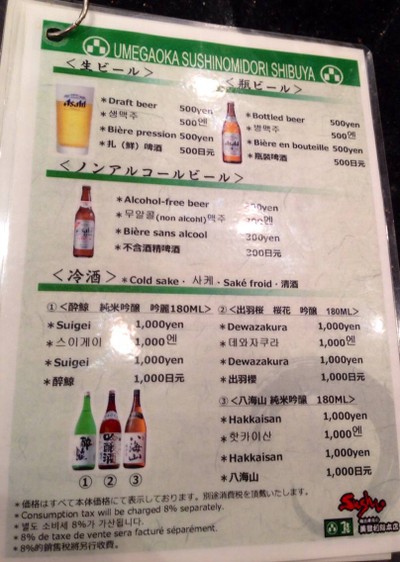 UMEGAOKA SUSHINOMIDORI SHIBUYA
＜生ビール＞
＊Draft beer 500yen
＊생맥주 500엔
＊Bière pression 500yen
＊扎（鲜）啤酒 500日元
＜瓶ビール＞
＊Bottled beer 500yen
＊병맥주 500엔
＊Bière en bouteille 500yen
＊瓶装啤酒 500日元
＜ノンアルコールビール＞
＊Alcohol-free beer 300yen
＊무알콜(non alcohl)맥주 300엔
＊Bière sans alcool 300yen
＊不含酒精啤酒 300日元
＜冷酒＞ ＊Cold sake・ 사케・Saké froid・清酒
①＜酔鯨 純米吟醸 吟麗180ML＞
＊Suigei 1,000yen
＊스이게이 1,000엔
＊Suigei 1,000yen
＊醉鲸 1,000日元
②＜出羽桜 桜花 吟醸 180ML＞
＊Dewazakura 1,000yen
＊데와자쿠라 1,000엔
＊Dewazakura 1,000yen
＊出羽樱 1,000日元
③＜八海山 純米吟醸 180ML＞
＊Hakkaisan 1,000yen
＊핫카이산 1,000엔
＊Hakkaisan 1,000yen
＊八海山 1,000日元
① ② ③
＊価格はすべて本体価格にて表示しております。別途消費税を頂戴いたします。
＊Consumption tax will be charged 8% separately.
＊별도 소비세 8%가 가산됩니다.
＊8% de taxe de vente sera facturé séparément.
＊8%的銷售稅將另行收費。